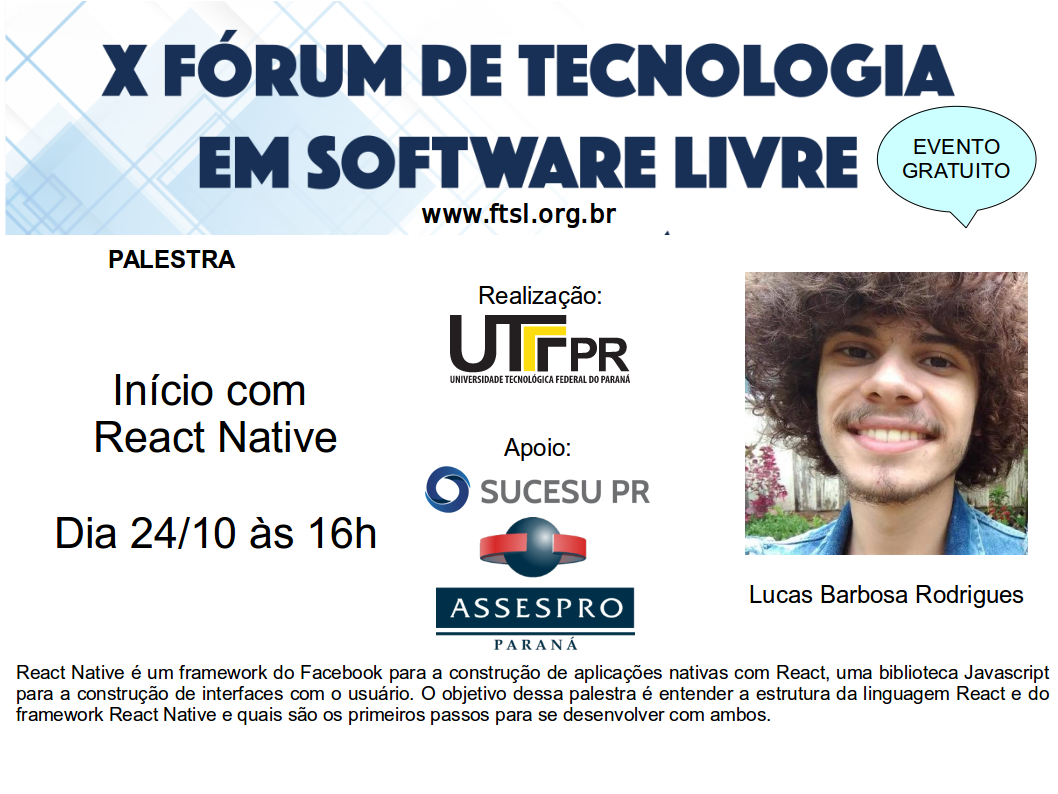 X FÓRUM DE TECNOLOGIA
EM SOFTWARE LIVRE
www.ftsl.org.br
EVENTO
GRATUITO
PALESTRA
Início com
React Native
Dia 24/10 às 16h
Realização:
UTFPR
UNIVERSIDADE TECNOLÓGICA FEDERAL DO PARANÁ
Apoio:
SUCESU PR
ASSESPRO
PARANÁ
Lucas Barbosa Rodrigues
React Native é um framework do Facebook para a construção de aplicações nativas com React, uma biblioteca Javascript
para a construção de interfaces com o usuário. O objetivo dessa palestra é entender a estrutura da linguagem React e do
framework React Native e quais são os primeiros passos para se desenvolver com ambos.